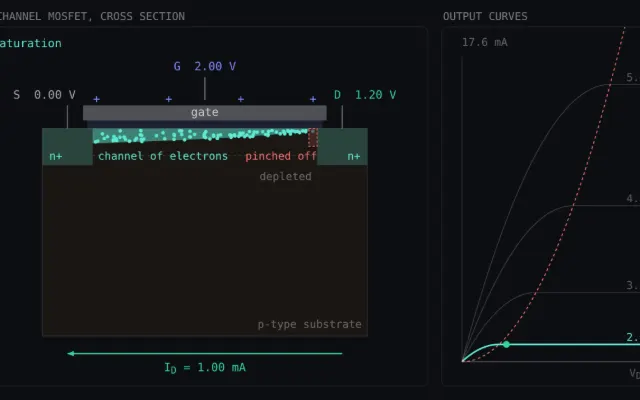 CHANNEL MOSFET, CROSS SECTION
aturation
G 2.00 V
S 0.00 V
D 1.20 V
+ + + +
gate
n+
channel of electrons
pinched off
n+
depleted
p-type substrate
I_D = 1.00 mA
OUTPUT CURVES
17.6 mA
5.
4.
3.
2.
V_D